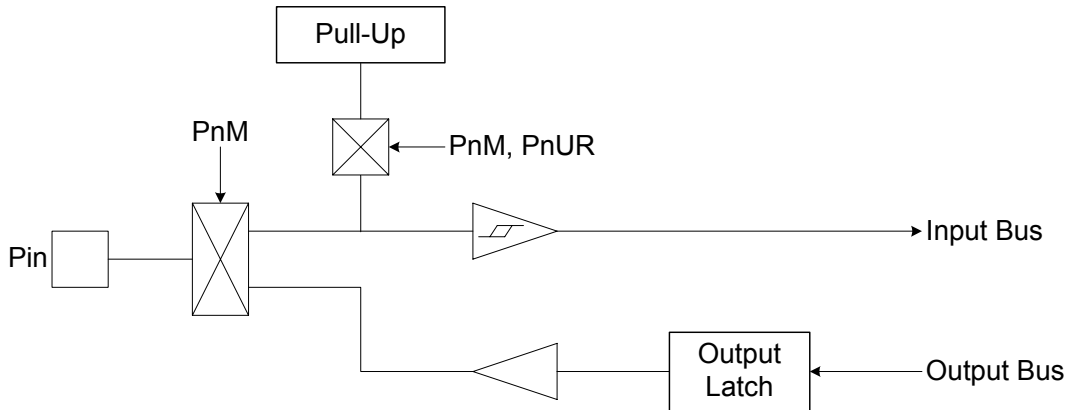 Pull-Up
PnM
PnM, PnUR
Input Bus
Pin
Output
Latch
Output Bus